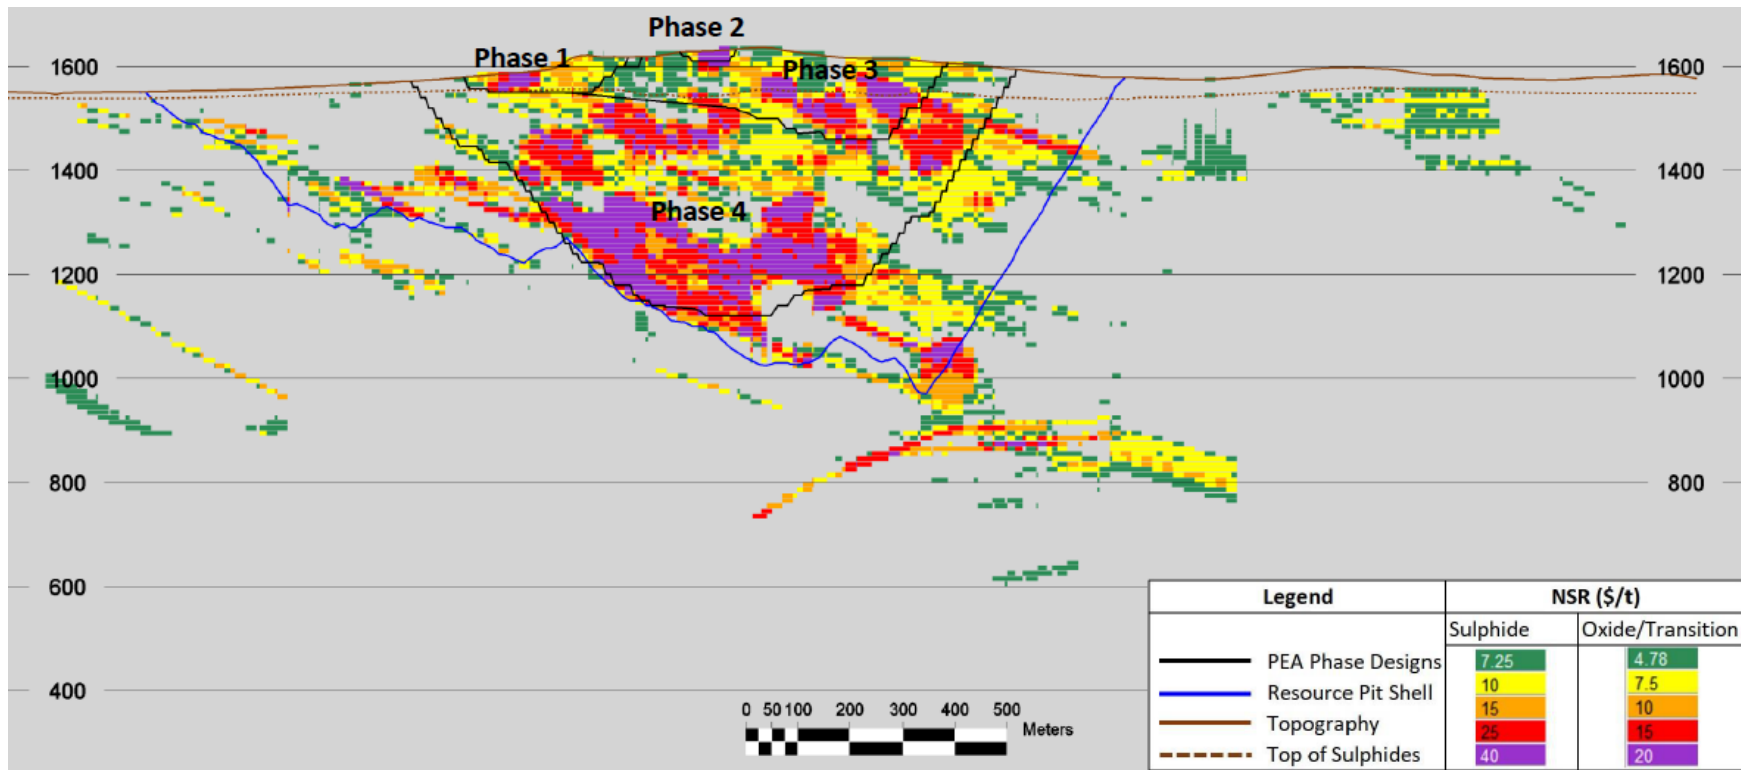 Phase 2
Phase 1
Phase 3
1600 1600
1400 1400
Phase 4
1200 1200
1000 1000
800 800
600
400
0 50 100 200 300 400 500
Meters
Legend NSR ($/t)
Sulphide Oxide/Transition
PEA Phase Designs 7.25 4.78
Resource Pit Shell 10 7.5
Topography 15 10
Top of Sulphides 25 15
40 20